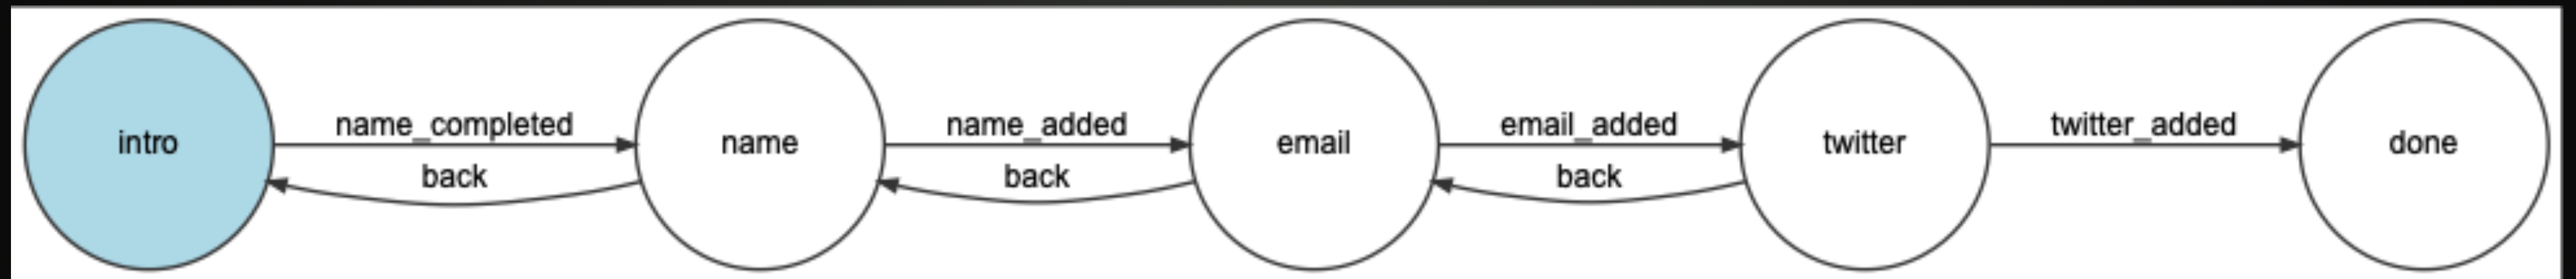 intro
name_completed
back
name
name_added
back
email
email_added
back
twitter
twitter_added
done